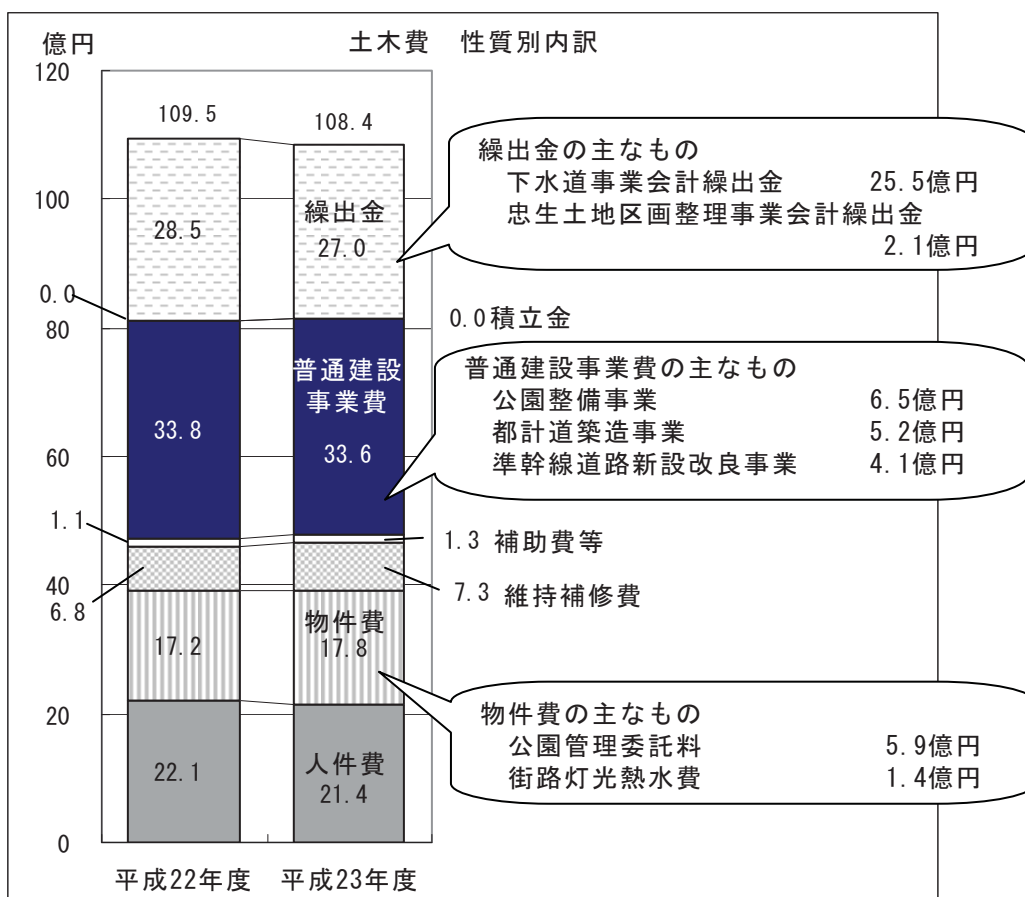 億円
土木費 性質別内訳
120
100
80
60
40
20
0
109.5
28.5
0.0
33.8
1.1
6.8
17.2
22.1
平成22年度
108.4
繰出金
27.0
0.0積立金
普通建設
事業費
33.6
1.3 補助費等
7.3 維持補修費
物件費
17.8
人件費
21.4
平成23年度
繰出金の主なもの
下水道事業会計繰出金 25.5億円
忠生土地区画整理事業会計繰出金
2.1億円
普通建設事業費の主なもの
公園整備事業 6.5億円
都計道築造事業 5.2億円
準幹線道路新設改良事業 4.1億円
物件費の主なもの
公園管理委託料 5.9億円
街路灯光熱水費 1.4億円